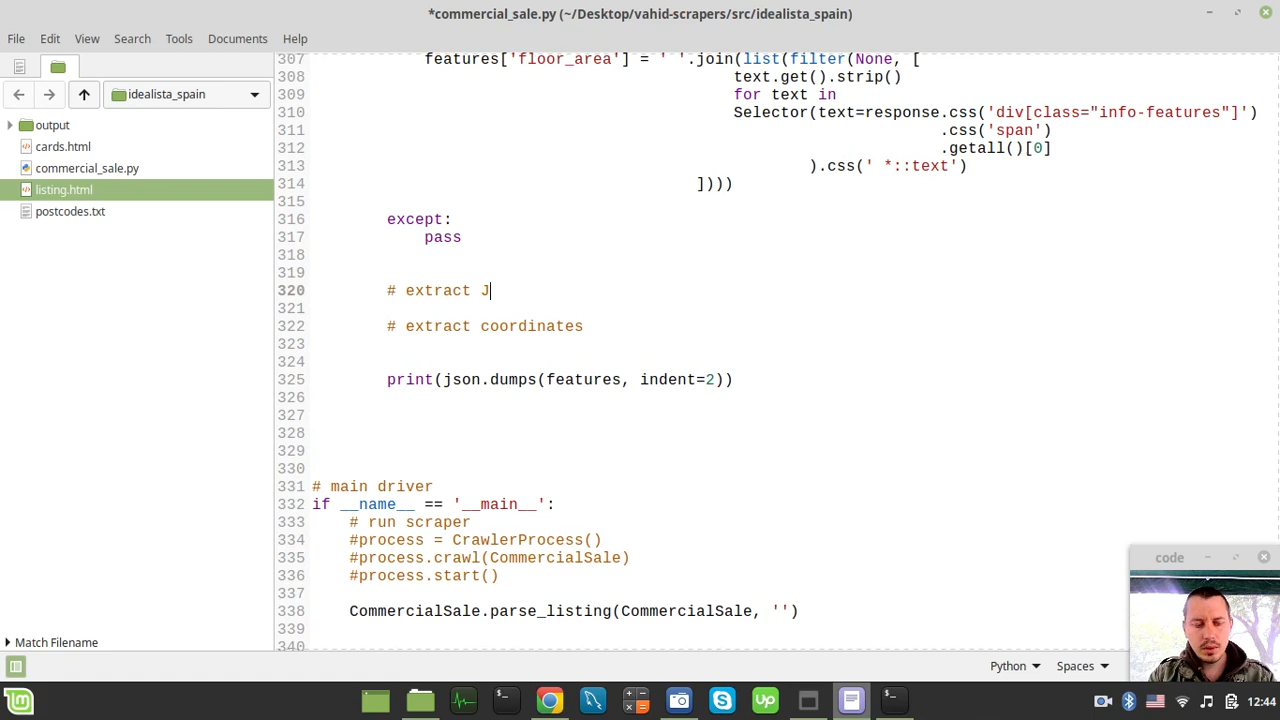 *commercial_sale.py (~/Desktop/vahid-scrapers/src/idealista_spain)
File Edit View Search Tools Documents Help
idealista_spain
output
cards.html
commercial_sale.py
listing.html
postcodes.txt
Match Filename
307 features['floor_area'] = ' '.join(list(filter(None, [
308 text.get().strip()
309 for text in
310 Selector(text=response.css('div[class="info-features"]')
311 .css('span')
312 .getall()[0]
313 ).css(' *::text')
314 ])))
315
316 except:
317 pass
318
319
320 # extract J
321
322 # extract coordinates
323
324
325 print(json.dumps(features, indent=2))
326
327
328
329
330
331 # main driver
332 if __name__ == '__main__':
333 # run scraper
334 #process = CrawlerProcess()
335 #process.crawl(CommercialSale)
336 #process.start()
337
338 CommercialSale.parse_listing(CommercialSale, '')
339
340
code
Python Spaces
12:44